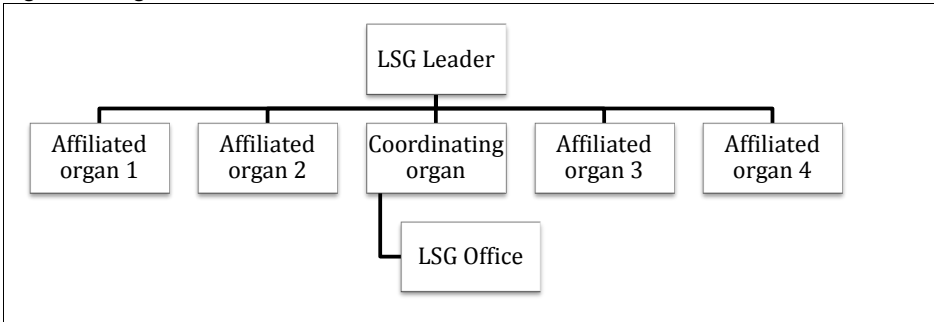 LSG Leader
Affiliated
organ 1
Affiliated
organ 2
Coordinating
organ
Affiliated
organ 3
Affiliated
organ 4
LSG Office